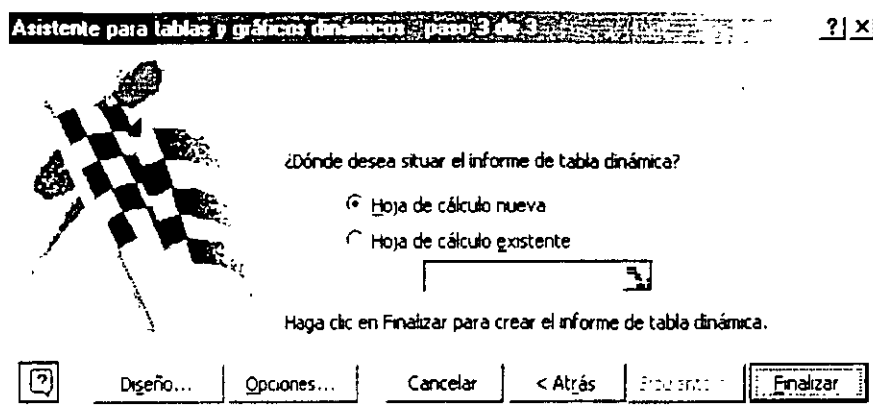 Asistente para tablas y gráficos dinámicos - paso 3 de 3 ? ×
¿Dónde desea situar el informe de tabla dinámica?
Hoja de cálculo nueva
Hoja de cálculo existente
Haga clic en Finalizar para crear el informe de tabla dinámica.
? Diseño... Opciones... Cancelar < Atrás Siguiente > Finalizar